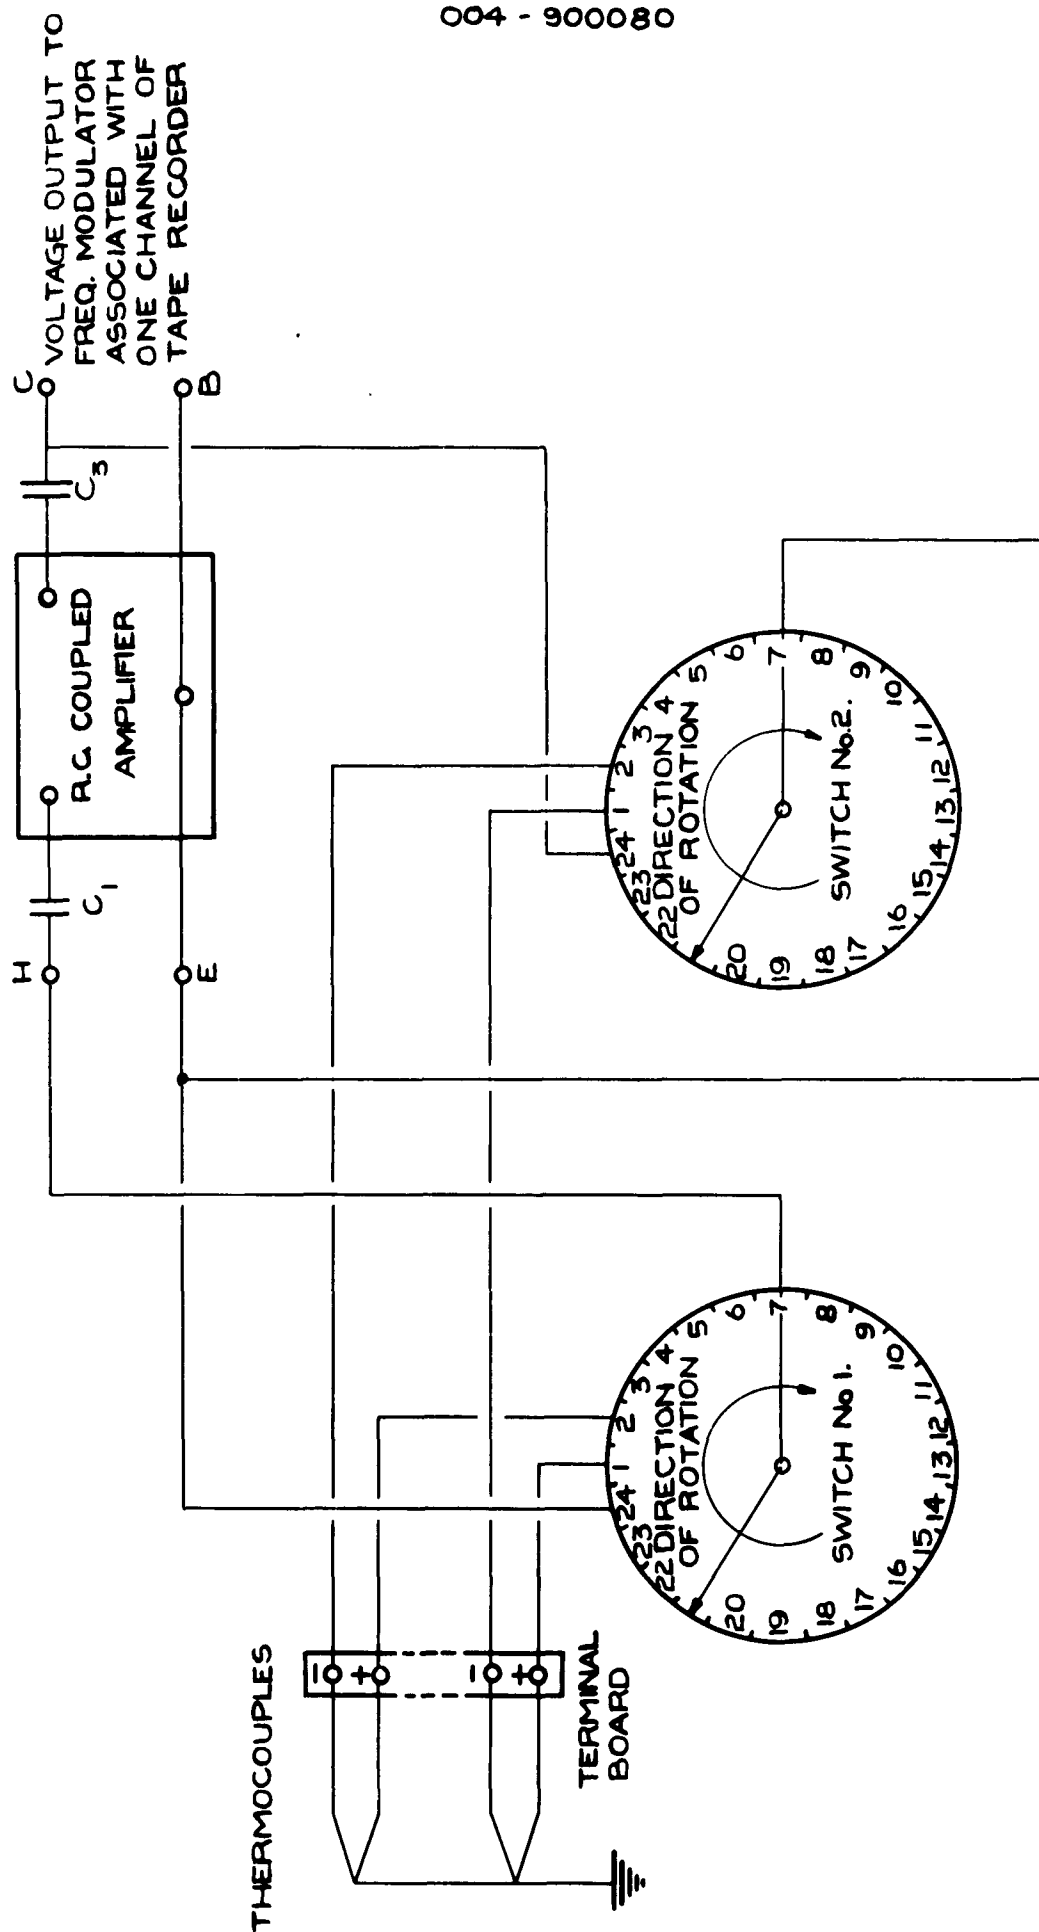 004 - 900080
VOLTAGE OUTPUT TO
FREQ. MODULATOR
ASSOCIATED WITH
ONE CHANNEL OF
TAPE RECORDER
C
B
C3
R.C. COUPLED
AMPLIFIER
C1
H
E
THERMOCOUPLES
-
+
-
+
TERMINAL
BOARD
1
2
3
4
5
6
7
8
9
10
11
12
13
14
15
16
17
18
19
20
22
23
24
DIRECTION
OF ROTATION
SWITCH No 1.
1
2
3
4
5
6
7
8
9
10
11
12
13
14
15
16
17
18
19
20
22
23
24
DIRECTION
OF ROTATION
SWITCH No.2.